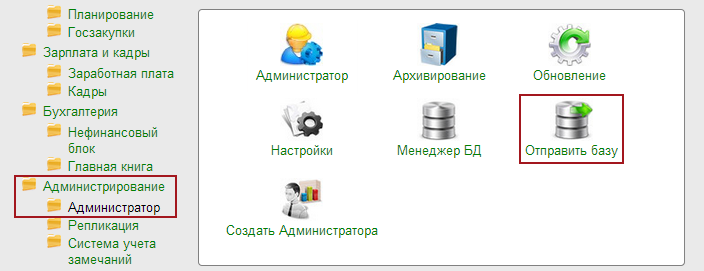 Планирование
Госзакупки
Зарплата и кадры
Заработная плата
Кадры
Бухгалтерия
Нефинансовый
блок
Главная книга
Администрирование
Администратор
Репликация
Система учета
замечаний
Администратор
Архивирование
Обновление
Настройки
Менеджер БД
Отправить базу
Создать Администратора